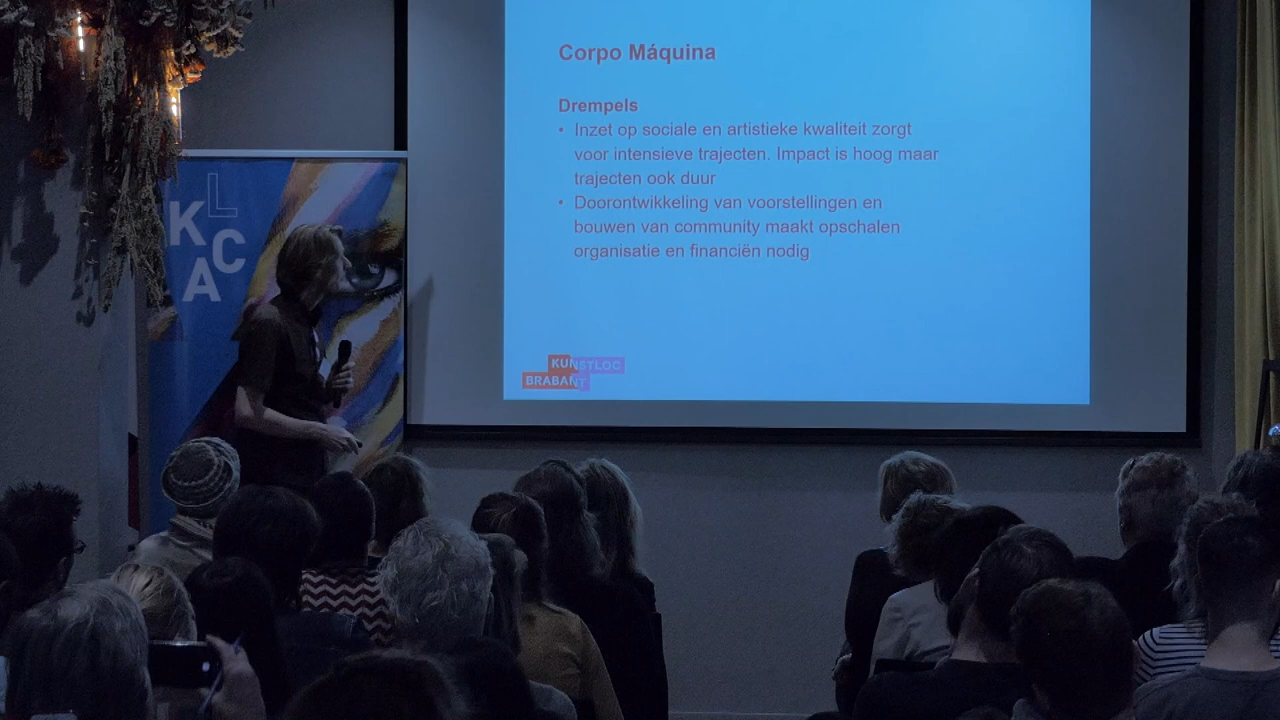 L
K
C
A
Corpo Máquina
Drempels
• Inzet op sociale en artistieke kwaliteit zorgt
voor intensieve trajecten. Impact is hoog maar
trajecten ook duur
• Doorontwikkeling van voorstellingen en
bouwen van community maakt opschalen
organisatie en financiën nodig
KUNSTLOC
BRABANT